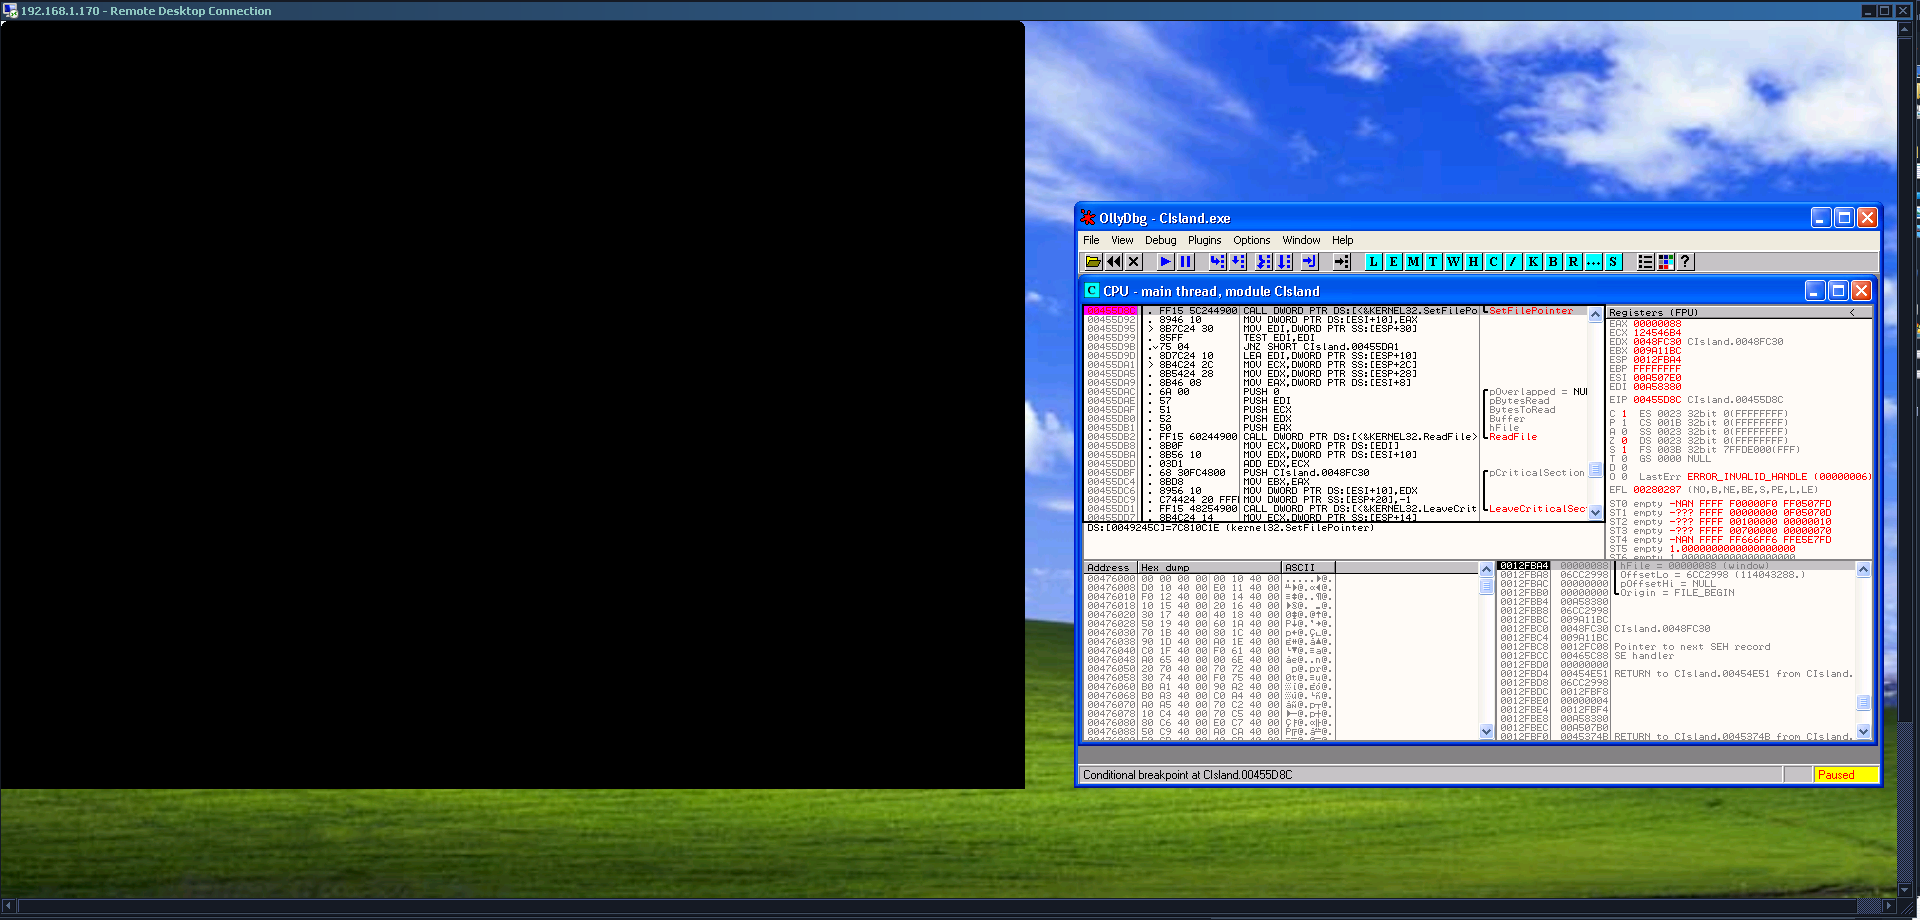 192.168.1.170 - Remote Desktop Connection
OllyDbg - CIsland.exe
File View Debug Plugins Options Window Help
L E M T W H C / K B R ... S ?
C CPU - main thread, module CIsland
. FF15 5C244900 CALL DWORD PTR DS:[<&KERNEL32.SetFilePo SetFilePointer
00455D92 . 8946 10 MOV DWORD PTR DS:[ESI+10],EAX
00455D95 > 8B7C24 30 MOV EDI,DWORD PTR SS:[ESP+30]
00455D99 . 85FF TEST EDI,EDI
00455D9B . 75 04 JNZ SHORT CIsland.00455DA1
00455D9D . 8D7C24 10 LEA EDI,DWORD PTR SS:[ESP+10]
00455DA1 > 8B4C24 2C MOV ECX,DWORD PTR SS:[ESP+2C]
00455DA5 . 8B5424 28 MOV EDX,DWORD PTR SS:[ESP+28]
00455DA9 . 8B46 08 MOV EAX,DWORD PTR DS:[ESI+8]
00455DAC . 6A 00 PUSH 0 pOverlapped = NUL
00455DAE . 57 PUSH EDI pBytesRead
00455DAF . 51 PUSH ECX BytesToRead
00455DB0 . 52 PUSH EDX Buffer
00455DB1 . 50 PUSH EAX hFile
00455DB2 . FF15 60244900 CALL DWORD PTR DS:[<&KERNEL32.ReadFile> ReadFile
00455DB8 . 8B0F MOV ECX,DWORD PTR DS:[EDI]
00455DBA . 8B56 10 MOV EDX,DWORD PTR DS:[ESI+10]
00455DBD . 03D1 ADD EDX,ECX
00455DBF . 68 30FC4800 PUSH CIsland.0048FC30 pCriticalSection
00455DC4 . 8BD8 MOV EBX,EAX
00455DC6 . 8956 10 MOV DWORD PTR DS:[ESI+10],EDX
00455DC9 . C74424 20 FFF MOV DWORD PTR SS:[ESP+20],-1
00455DD1 . FF15 48254900 CALL DWORD PTR DS:[<&KERNEL32.LeaveCrit LeaveCriticalSec
00455DD7 . 8B4C24 14 MOV ECX,DWORD PTR SS:[ESP+14]
DS:[0049245C]=7C810C1E (kernel32.SetFilePointer)
Registers (FPU) <
EAX 00000088
ECX 124546B4
EDX 0048FC30 CIsland.0048FC30
EBX 009A11BC
ESP 0012FBA4
EBP FFFFFFFF
ESI 00A507E0
EDI 00A58380
EIP 00455D8C CIsland.00455D8C
C 1 ES 0023 32bit 0(FFFFFFFF)
P 1 CS 001B 32bit 0(FFFFFFFF)
A 0 SS 0023 32bit 0(FFFFFFFF)
Z 0 DS 0023 32bit 0(FFFFFFFF)
S 1 FS 003B 32bit 7FFDE000(FFF)
T 0 GS 0000 NULL
D 0
O 0 LastErr ERROR_INVALID_HANDLE (00000006)
EFL 00280287 (NO,B,NE,BE,S,PE,L,LE)
ST0 empty -NAN FFFF F00000F0 FF0507FD
ST1 empty -??? FFFF 00000000 0F05070D
ST2 empty -??? FFFF 00100000 00000010
ST3 empty -??? FFFF 00700000 00000070
ST4 empty -NAN FFFF FF666FF6 FFE5E7FD
ST5 empty 1.0000000000000000000
Address Hex dump ASCII
00476000 00 00 00 00 00 10 40 00
00476008 D0 10 40 00 E0 11 40 00
00476010 F0 12 40 00 00 14 40 00
00476018 10 15 40 00 20 16 40 00
00476020 30 17 40 00 40 18 40 00
00476028 50 19 40 00 60 1A 40 00
00476030 70 1B 40 00 80 1C 40 00
00476038 90 1D 40 00 A0 1E 40 00
00476040 C0 1F 40 00 F0 61 40 00
00476048 A0 65 40 00 00 6E 40 00
00476050 20 70 40 00 70 72 40 00
00476058 30 74 40 00 F0 75 40 00
00476060 B0 A1 40 00 90 A2 40 00
00476068 B0 A3 40 00 C0 A4 40 00
00476070 A0 A5 40 00 70 C2 40 00
00476078 10 C4 40 00 70 C5 40 00
00476080 80 C6 40 00 E0 C7 40 00
00476088 50 C9 40 00 A0 CA 40 00
0012FBA4 00000088 hFile = 00000088 (window)
0012FBA8 06CC2998 OffsetLo = 6CC2998 (114043288.)
0012FBAC 00000000 pOffsetHi = NULL
0012FBB0 00000000 Origin = FILE_BEGIN
0012FBB4 00A58380
0012FBB8 06CC2998
0012FBBC 009A11BC
0012FBC0 0048FC30 CIsland.0048FC30
0012FBC4 009A11BC
0012FBC8 0012FC08 Pointer to next SEH record
0012FBCC 00465C88 SE handler
0012FBD0 00000000
0012FBD4 00454E51 RETURN to CIsland.00454E51 from CIsland.
0012FBD8 06CC2998
0012FBDC 0012FBF8
0012FBE0 00000004
0012FBE4 0012FBF4
0012FBE8 00A58380
0012FBEC 00A507B0
0012FBF0 0045374B RETURN to CIsland.0045374B from CIsland.
Conditional breakpoint at CIsland.00455D8C
Paused